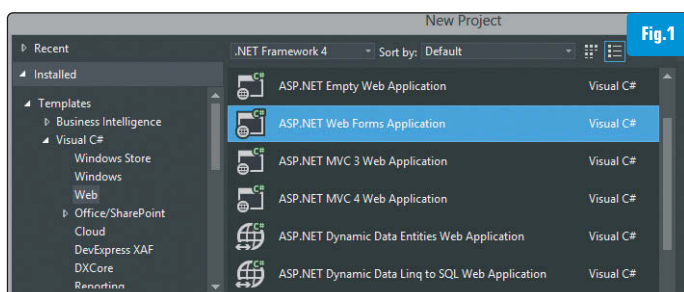 New Project
Fig.1
Recent
.NET Framework 4 Sort by: Default
Installed
Templates
Business Intelligence
Visual C#
Windows Store
Windows
Web
Office/SharePoint
Cloud
DevExpress XAF
DXCore
Reporting
ASP.NET Empty Web Application Visual C#
ASP.NET Web Forms Application Visual C#
ASP.NET MVC 3 Web Application Visual C#
ASP.NET MVC 4 Web Application Visual C#
ASP.NET Dynamic Data Entities Web Application Visual C#
ASP.NET Dynamic Data Linq to SQL Web Application Visual C#